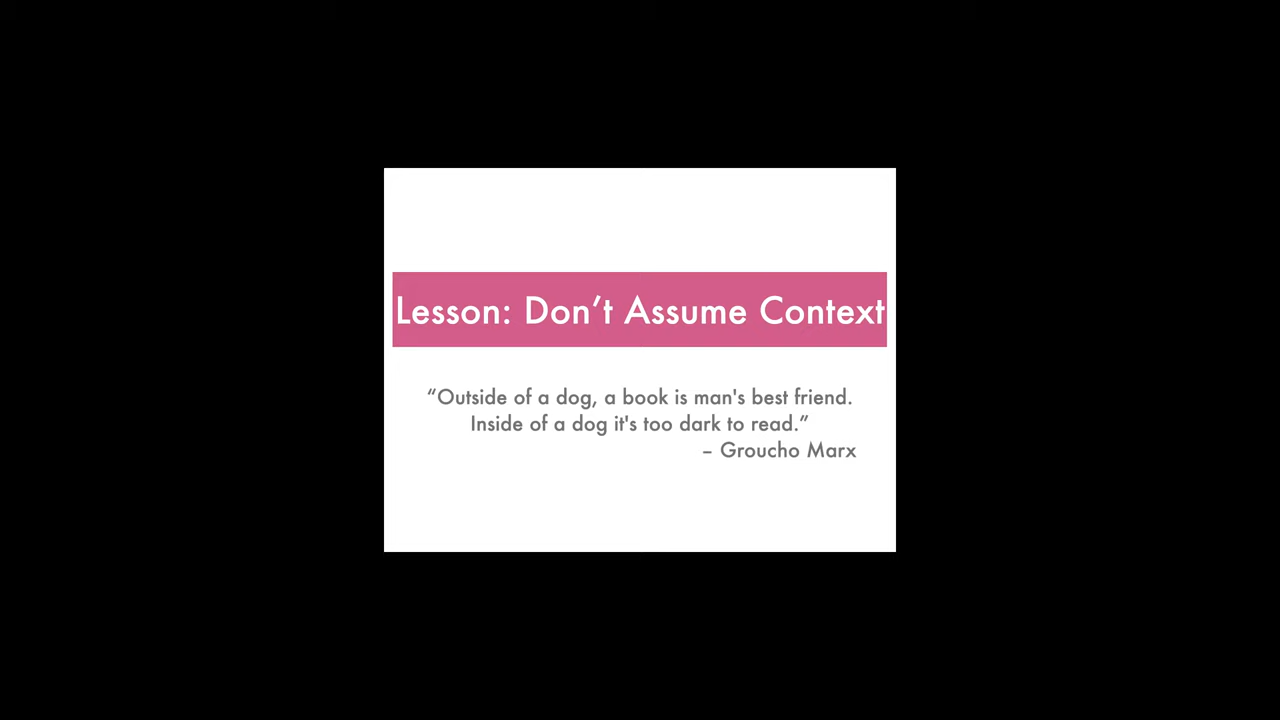 Lesson: Don’t Assume Context
“Outside of a dog, a book is man's best friend.
Inside of a dog it's too dark to read.”
– Groucho Marx